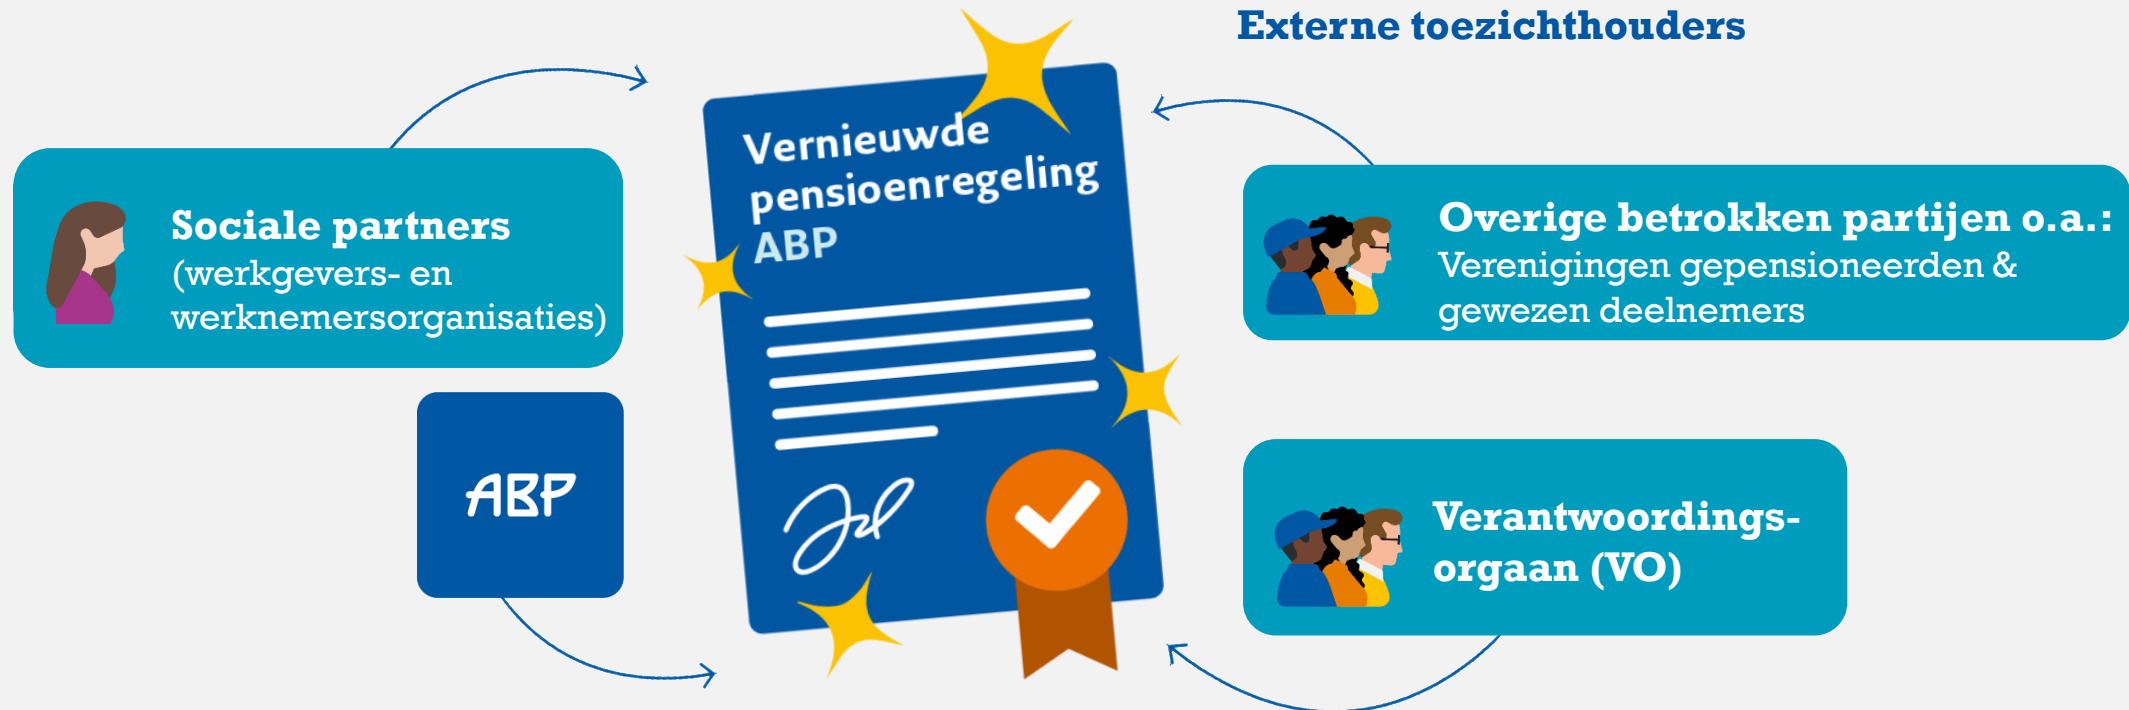 Externe toezichthouders
Sociale partners
(werkgevers- en
werknemersorganisaties)
ABP
Vernieuwde
pensioenregeling
ABP
Overige betrokken partijen o.a.:
Verenigingen gepensioneerden &
gewezen deelnemers
Verantwoordings-
orgaan (VO)